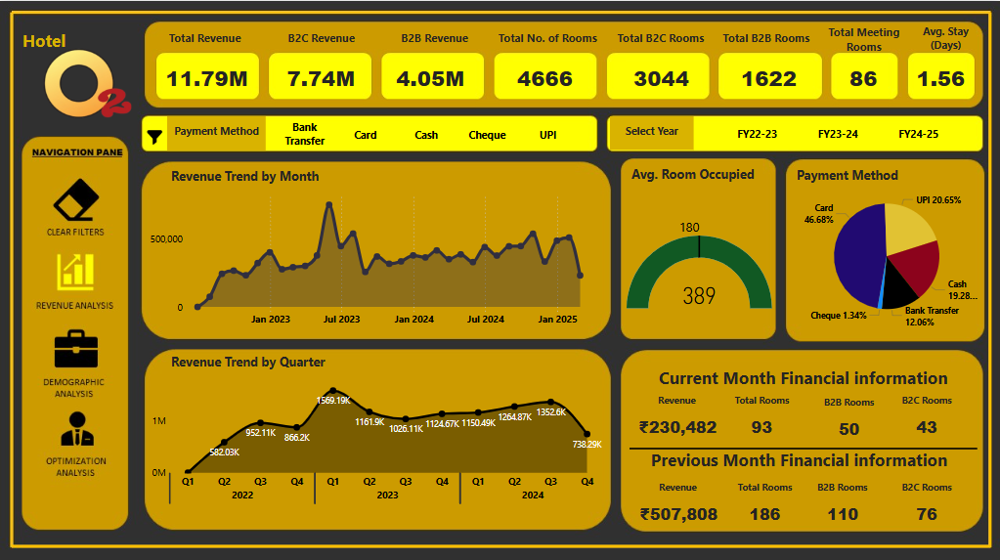 Hotel
O2
Total Revenue
11.79M
B2C Revenue
7.74M
B2B Revenue
4.05M
Total No. of Rooms
4666
Total B2C Rooms
3044
Total B2B Rooms
1622
Total Meeting
Rooms
86
Avg. Stay
(Days)
1.56
Payment Method
Bank
Transfer
Card
Cash
Cheque
UPI
Select Year
FY22-23
FY23-24
FY24-25
NAVIGATION PANE
CLEAR FILTERS
REVENUE ANALYSIS
DEMOGRAPHIC
ANALYSIS
OPTIMIZATION
ANALYSIS
Revenue Trend by Month
500,000
0
Jan 2023
Jul 2023
Jan 2024
Jul 2024
Jan 2025
Avg. Room Occupied
180
389
Payment Method
Card
46.68%
UPI 20.65%
Cash
19.28...
Bank Transfer
12.06%
Cheque 1.34%
Revenue Trend by Quarter
1M
0M
582.03K
952.11K
866.2K
1569.19K
1161.9K
1026.11K
1124.67K
1150.49K
1264.87K
1352.6K
738.29K
Q1
Q2
Q3
Q4
Q1
Q2
Q3
Q4
Q1
Q2
Q3
Q4
2022
2023
2024
Current Month Financial information
Revenue
Total Rooms
B2B Rooms
B2C Rooms
₹230,482
93
50
43
Previous Month Financial information
Revenue
Total Rooms
B2B Rooms
B2C Rooms
₹507,808
186
110
76